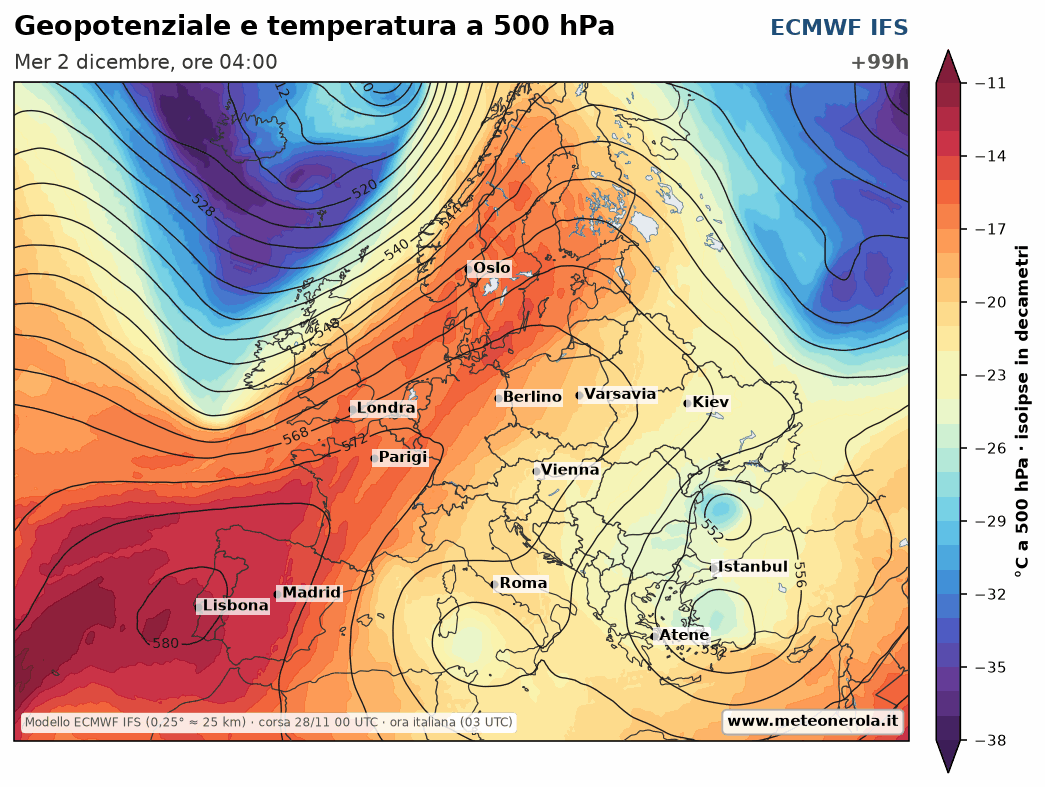 Geopotenziale e temperatura a 500 hPa
ECMWF IFS
Mer 2 dicembre, ore 04:00
+99h
12
528
520
540
544
548
568
572
580
552
556
552
Oslo
Londra
Berlino
Varsavia
Kiev
Parigi
Vienna
Istanbul
Roma
Madrid
Lisbona
Atene
−11
−14
−17
−20
−23
−26
−29
−32
−35
−38
°C a 500 hPa · isoipse in decametri
Modello ECMWF IFS (0,25° ≈ 25 km) · corsa 28/11 00 UTC · ora italiana (03 UTC)
www.meteonerola.it